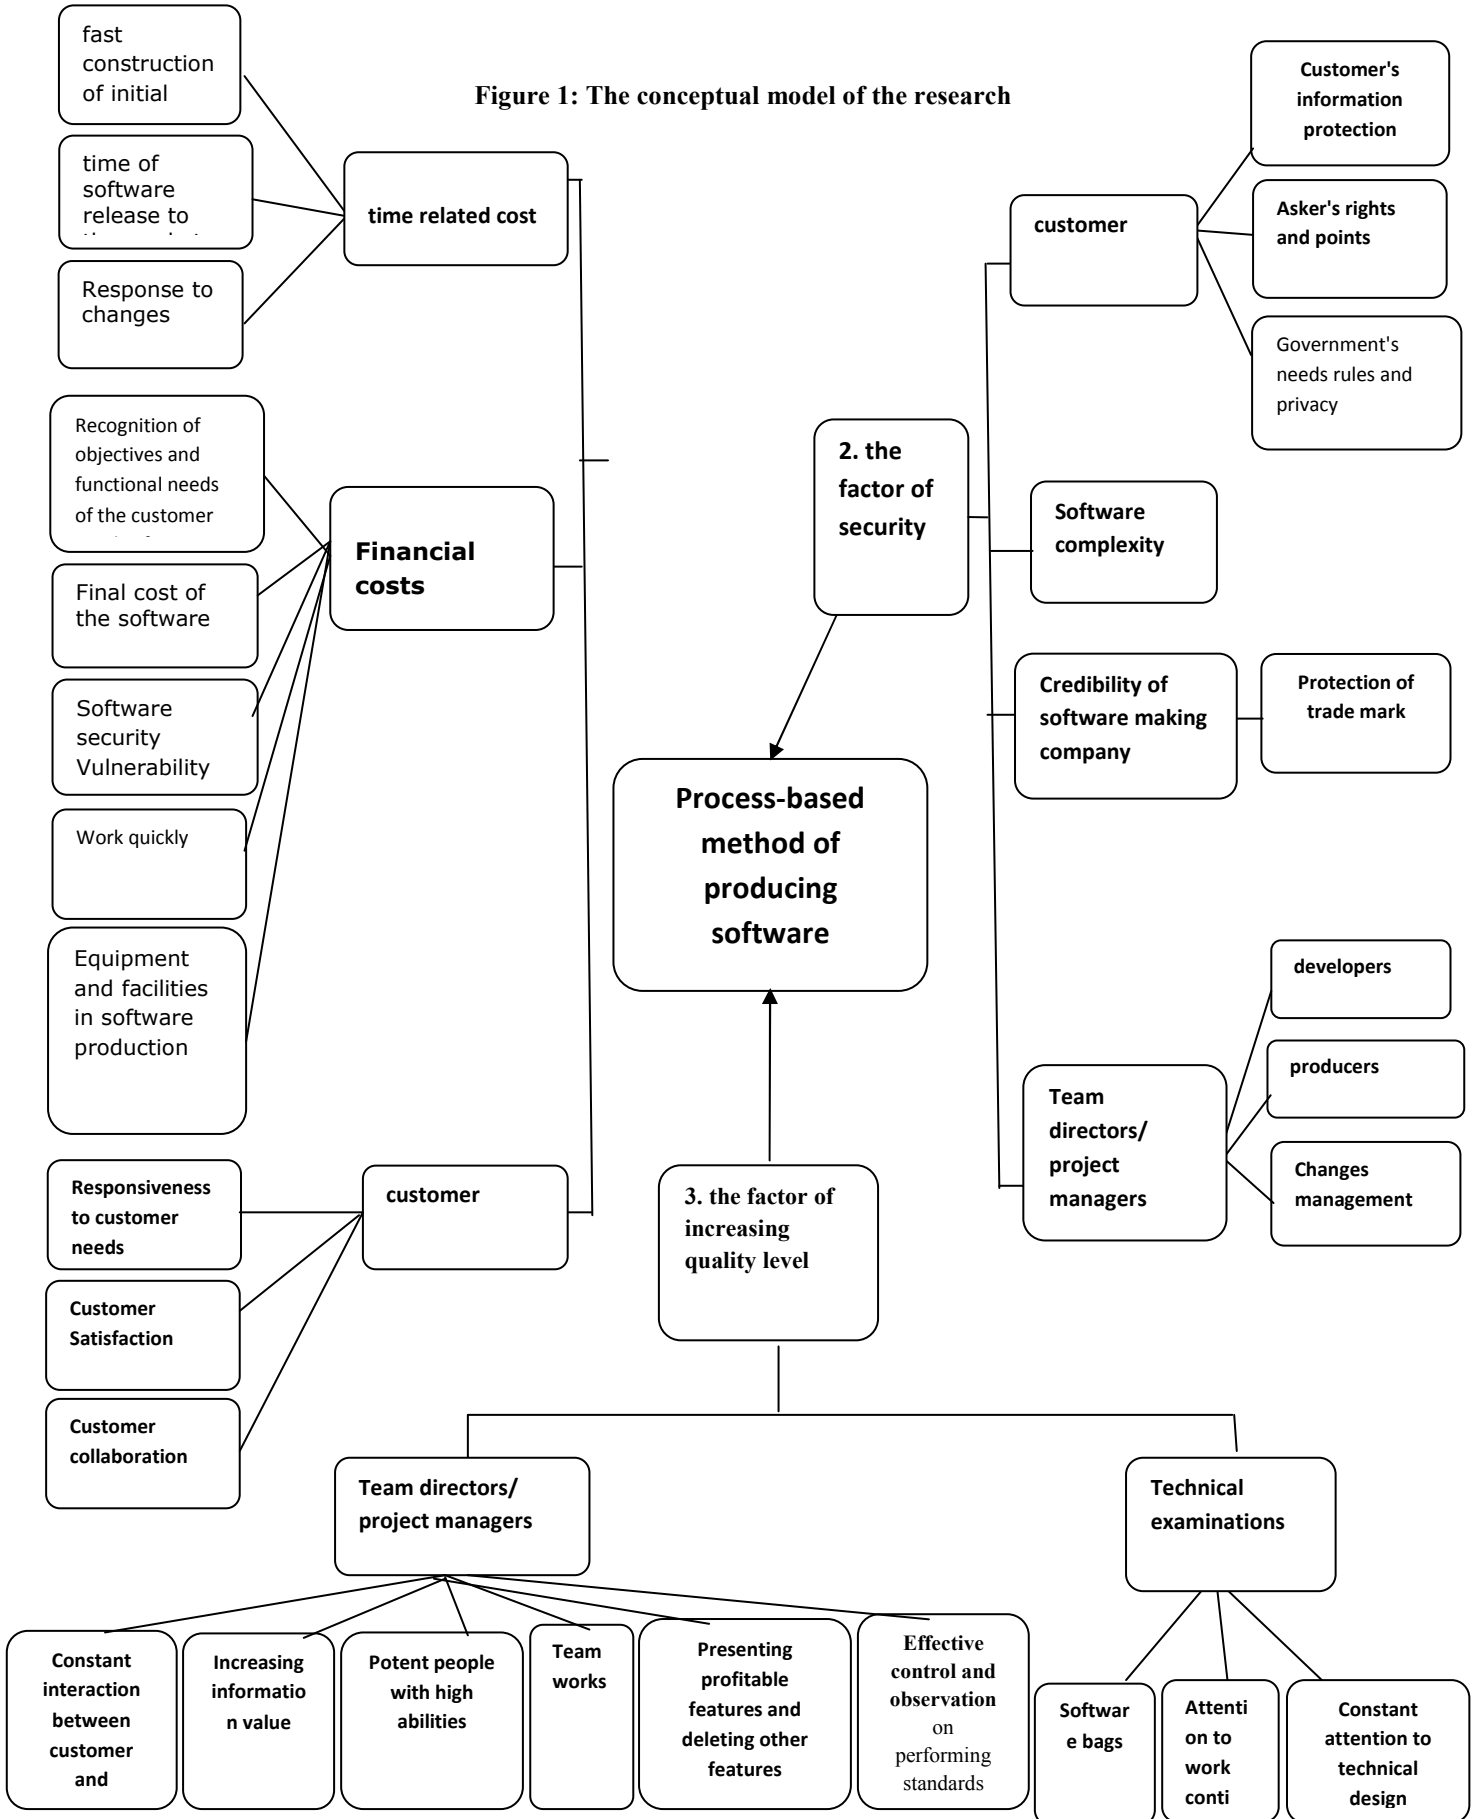 fast
construction
of initial
Figure 1: The conceptual model of the research
Customer's
information
protection
time of
software
release to
time related cost
Asker's rights
and points
customer
Response to
changes
Government's
needs rules and
privacy
Recognition of
objectives and
functional needs
of the customer
2. the
factor of
security
Financial
costs
Software
complexity
Final cost of
the software
Software
security
Vulnerability
Credibility of
software making
company
Protection of
trade mark
Process-based
method of
producing
software
Work quickly
Equipment
and facilities
in software
production
developers
producers
Team
directors/
project
managers
Changes
management
Responsiveness
to customer
needs
customer
3. the factor of
increasing
quality level
Customer
Satisfaction
Customer
collaboration
Team directors/
project managers
Technical
examinations
Constant
interaction
between
customer
and
Increasing
informatio
n value
Potent people
with high
abilities
Team
works
Presenting
profitable
features and
deleting other
features
Effective
control and
observation
on
performing
standards
Softwar
e bags
Attenti
on to
work
conti
Constant
attention to
technical
design